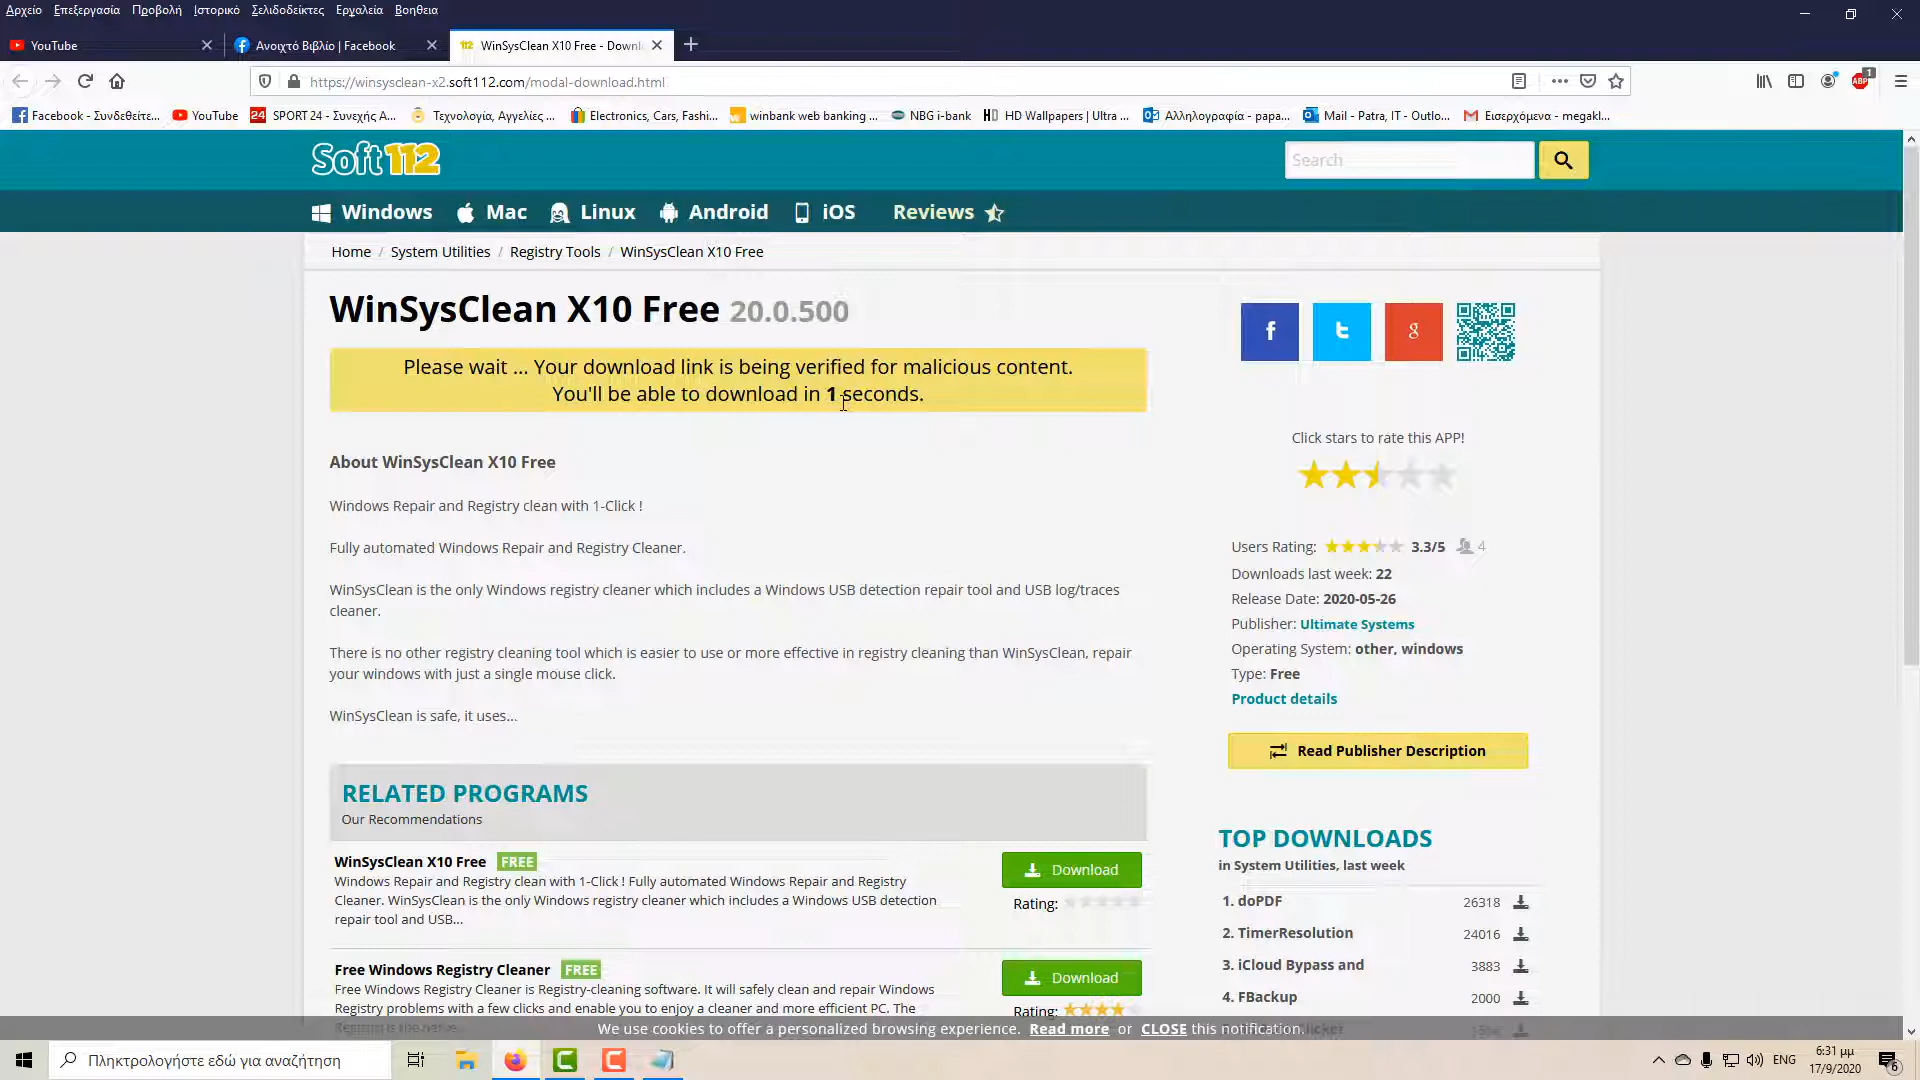 Αρχείο Επεξεργασία Προβολή Ιστορικό Σελιδοδείκτες Εργαλεία Βοηθεια
YouTube
Ανοιχτό Βιβλίο | Facebook
WinSysClean X10 Free - Downl
https://winsysclean-x2.soft112.com/modal-download.html
ABP
1
Facebook - Συνδεθείτε...
YouTube
24 SPORT 24 - Συνεχής Α...
Τεχνολογία, Αγγελίες ...
Electronics, Cars, Fashi...
winbank web banking ...
NBG i-bank
HD Wallpapers | Ultra ...
Αλληλογραφία - papa...
Mail - Patra, IT - Outlo...
Εισερχόμενα - megakl...
Soft112
Search
Windows
Mac
Linux
Android
iOS
Reviews
Home / System Utilities / Registry Tools / WinSysClean X10 Free
WinSysClean X10 Free 20.0.500
Please wait ... Your download link is being verified for malicious content.
You'll be able to download in 1 seconds.
About WinSysClean X10 Free
Windows Repair and Registry clean with 1-Click !
Fully automated Windows Repair and Registry Cleaner.
WinSysClean is the only Windows registry cleaner which includes a Windows USB detection repair tool and USB log/traces
cleaner.
There is no other registry cleaning tool which is easier to use or more effective in registry cleaning than WinSysClean, repair
your windows with just a single mouse click.
WinSysClean is safe, it uses...
RELATED PROGRAMS
Our Recommendations
WinSysClean X10 Free FREE
Windows Repair and Registry clean with 1-Click ! Fully automated Windows Repair and Registry
Cleaner. WinSysClean is the only Windows registry cleaner which includes a Windows USB detection
repair tool and USB...
Download
Rating:
Free Windows Registry Cleaner FREE
Free Windows Registry Cleaner is Registry-cleaning software. It will safely clean and repair Windows
Registry problems with a few clicks and enable you to enjoy a cleaner and more efficient PC. The
Download
Rating:
Click stars to rate this APP!
Users Rating: 3.3/5 4
Downloads last week: 22
Release Date: 2020-05-26
Publisher: Ultimate Systems
Operating System: other, windows
Type: Free
Product details
Read Publisher Description
TOP DOWNLOADS
in System Utilities, last week
1. doPDF 26318
2. TimerResolution 24016
3. iCloud Bypass and 3883
4. FBackup 2000
We use cookies to offer a personalized browsing experience. Read more or CLOSE this notification.
Πληκτρολογήστε εδώ για αναζήτηση
ENG
6:31 μμ
17/9/2020
6